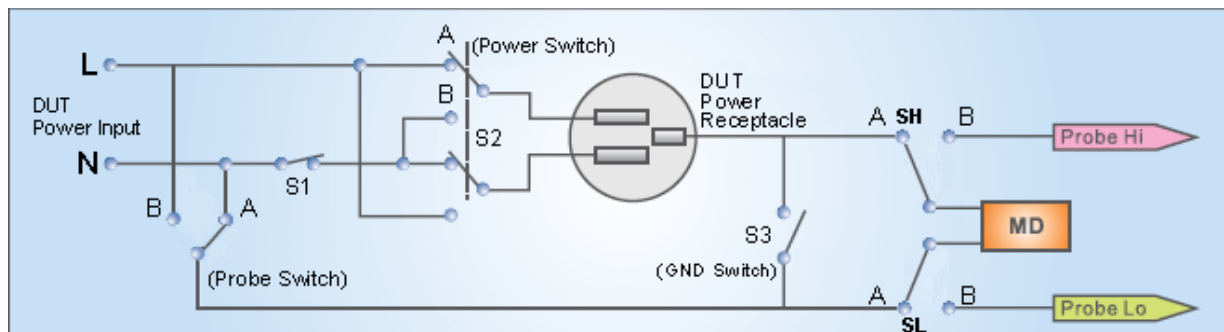 L
DUT
Power Input
N
B
A
(Probe Switch)
S1
A
(Power Switch)
B
S2
DUT
Power
Receptacle
S3
(GND Switch)
A
SH
B
Probe Hi
MD
A
SL
B
Probe Lo